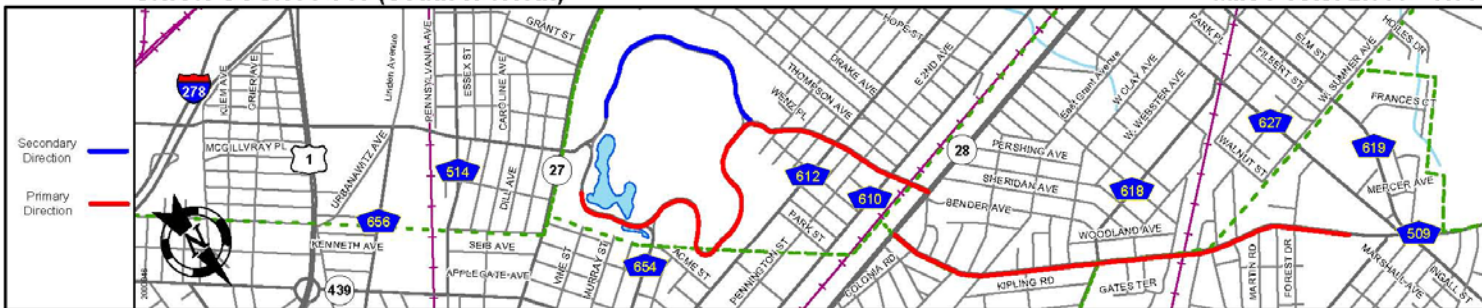 Secondary
Direction
Primary
Direction
278
1
514
656
439
27
654
612
610
28
618
627
619
509
KLEM AVE
GRIER AVE
MCGILLVRAY PL
URBANAWITZ AVE
KENNETH AVE
Linden Avenue
PENNSYLVANIA AVE
ESSEX ST
CAROLINE AVE
GRANT ST
DILL AVE
SEIB AVE
APPLEGATE AVE
VINE ST
MURRAY ST
ACME ST
PENNINGTON ST
PARK ST
WENZ PL
THOMPSON AVE
DRAKE AVE
HOPE ST
E 2ND AVE
COLONIA RD
KIPLING RD
GATES TER
WOODLAND AVE
BENDER AVE
SHERIDAN AVE
PERSHING AVE
East Grant Avenue
W. CLAY AVE
W. WEBSTER AVE
PARK PL
FILBERT ST
ELM ST
W. SUMNER AVE
HOILES DR
FRANCES CT
WALNUT ST
MERCER AVE
MARTIN RD
FOREST DR
MARSHALL AVE
INGALL ST
N